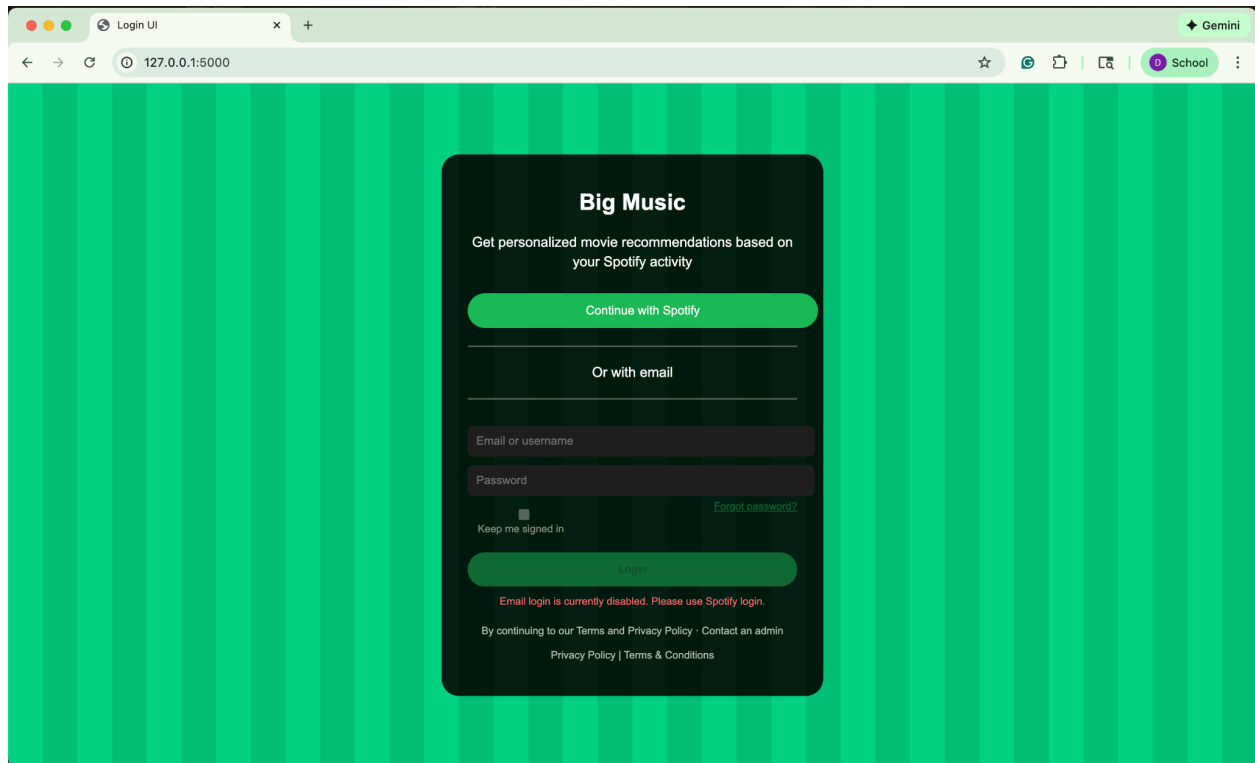 Login UI
Gemini
127.0.0.1:5000
D School
Big Music
Get personalized movie recommendations based on
your Spotify activity
Continue with Spotify
Or with email
Email or username
Password
Forgot password?
Keep me signed in
Login
Email login is currently disabled. Please use Spotify login.
By continuing to our Terms and Privacy Policy · Contact an admin
Privacy Policy | Terms & Conditions